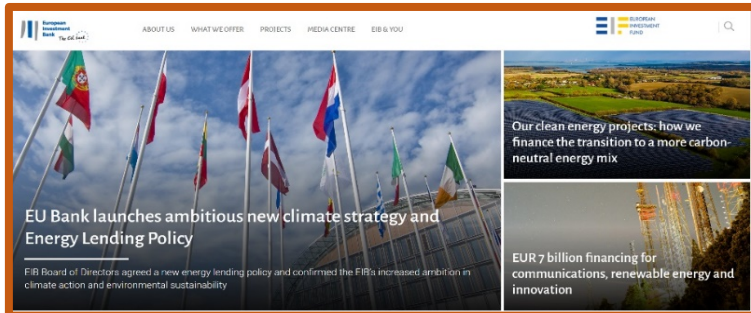 European
Investment
Bank The EU bank
ABOUT US WHAT WE OFFER PROJECTS MEDIA CENTRE EIB & YOU
EIF EUROPEAN
INVESTMENT
FUND
EU Bank launches ambitious new climate strategy and
Energy Lending Policy
EIB Board of Directors agreed a new energy lending policy and confirmed the EIB's increased ambition in
climate action and environmental sustainability
Our clean energy projects: how we
finance the transition to a more carbon-
neutral energy mix
EUR 7 billion financing for
communications, renewable energy and
innovation